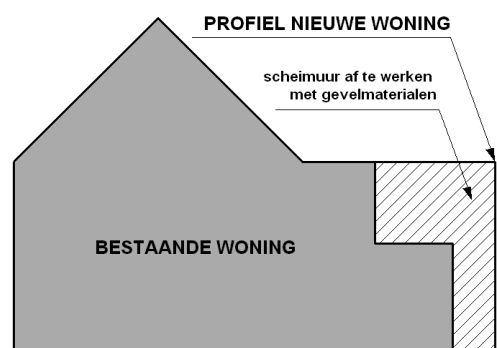 PROFIEL NIEUWE WONING
scheimuur af te werken
met gevelmaterialen
BESTAANDE WONING